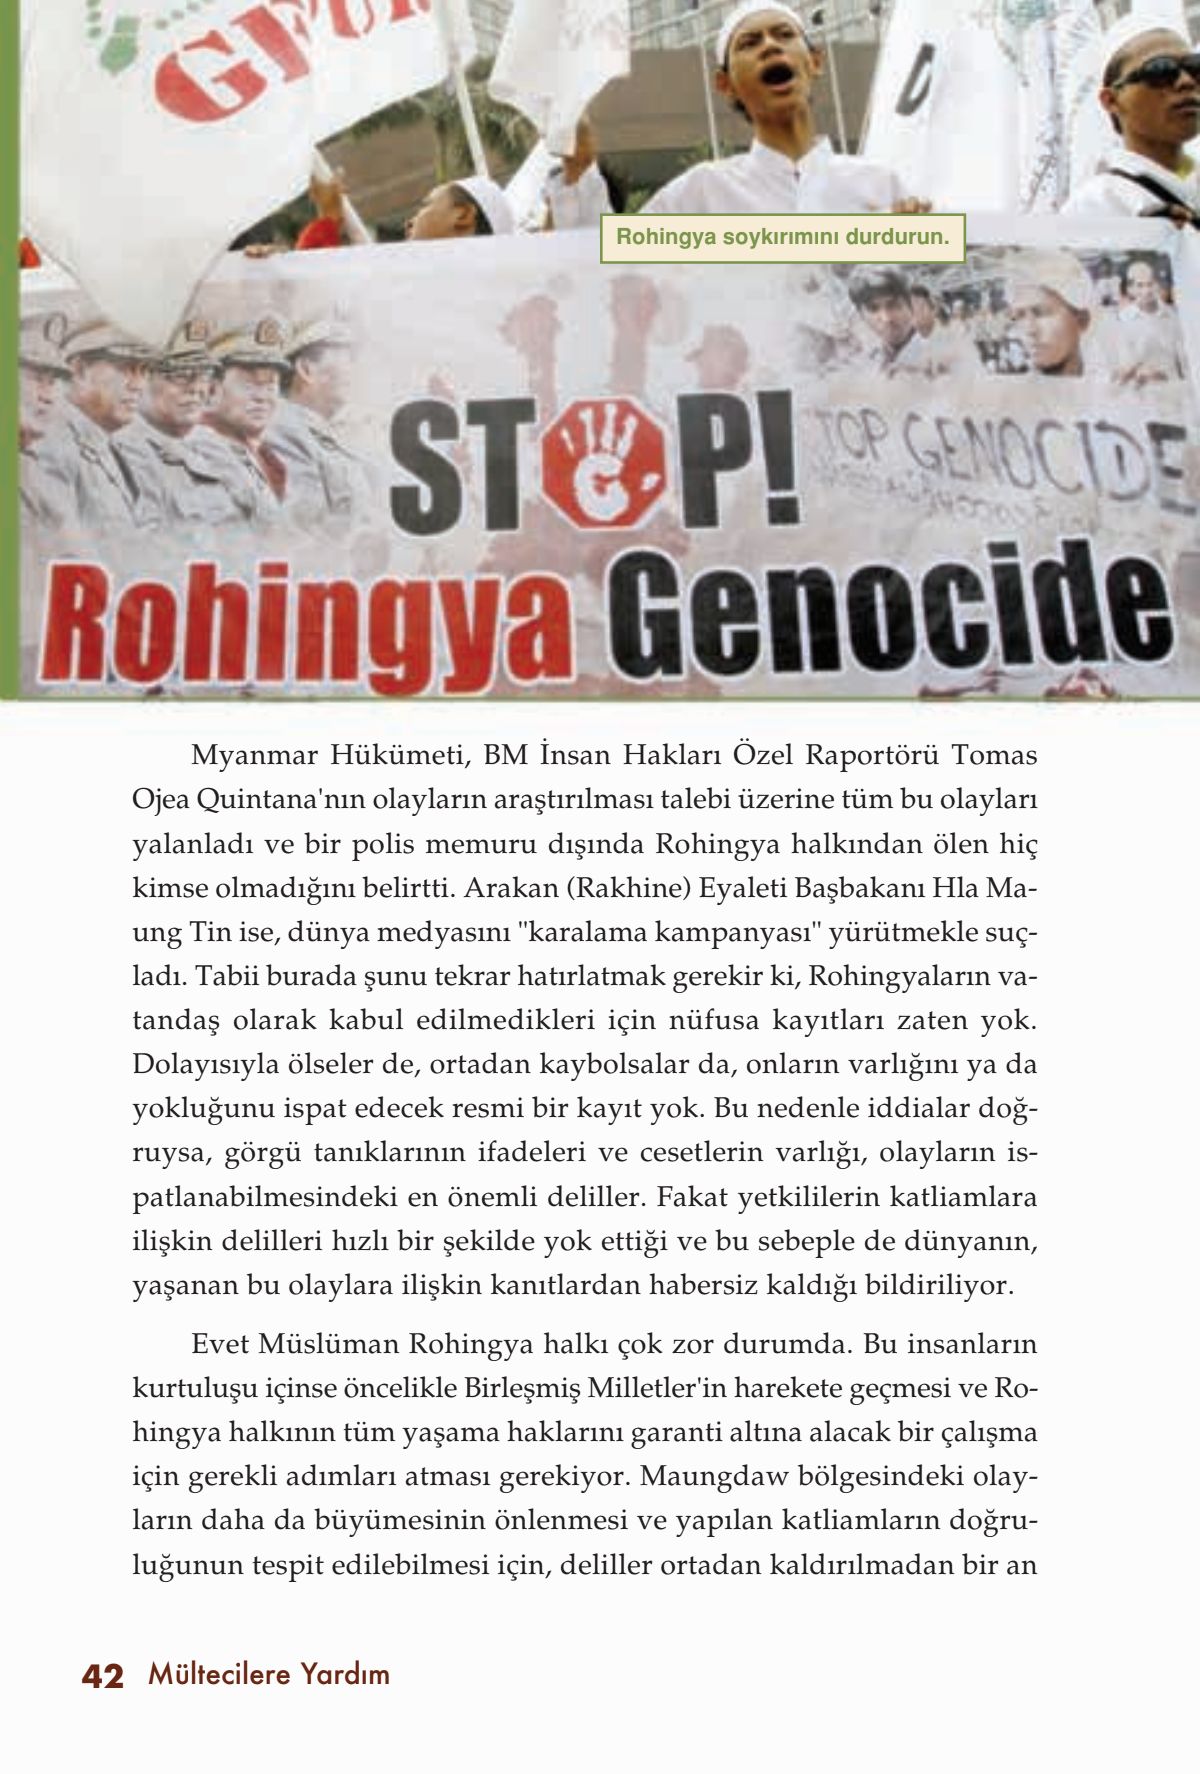 Rohingya soykırımını durdurun.
STOP!
TOP GENOCIDE
Rohingya Genocide
Myanmar Hükümeti, BM İnsan Hakları Özel Raportörü Tomas
Ojea Quintana'nın olayların araştırılması talebi üzerine tüm bu olayları
yalanladı ve bir polis memuru dışında Rohingya halkından ölen hiç
kimse olmadığını belirtti. Arakan (Rakhine) Eyaleti Başbakanı Hla Ma-
ung Tin ise, dünya medyasını "karalama kampanyası" yürütmekle suç-
ladı. Tabii burada şunu tekrar hatırlatmak gerekir ki, Rohingyaların va-
tandaş olarak kabul edilmedikleri için nüfusa kayıtları zaten yok.
Dolayısıyla ölseler de, ortadan kaybolsalar da, onların varlığını ya da
yokluğunu ispat edecek resmi bir kayıt yok. Bu nedenle iddialar doğ-
ruysa, görgü tanıklarının ifadeleri ve cesetlerin varlığı, olayların is-
patlanabilmesindeki en önemli deliller. Fakat yetkililerin katliamlara
ilişkin delilleri hızlı bir şekilde yok ettiği ve bu sebeple de dünyanın,
yaşanan bu olaylara ilişkin kanıtlardan habersiz kaldığı bildiriliyor.
Evet Müslüman Rohingya halkı çok zor durumda. Bu insanların
kurtuluşu içinse öncelikle Birleşmiş Milletler'in harekete geçmesi ve Ro-
hingya halkının tüm yaşama haklarını garanti altına alacak bir çalışma
için gerekli adımları atması gerekiyor. Maungdaw bölgesindeki olay-
ların daha da büyümesinin önlenmesi ve yapılan katliamların doğru-
luğunun tespit edilebilmesi için, deliller ortadan kaldırılmadan bir an
42 Mültecilere Yardım